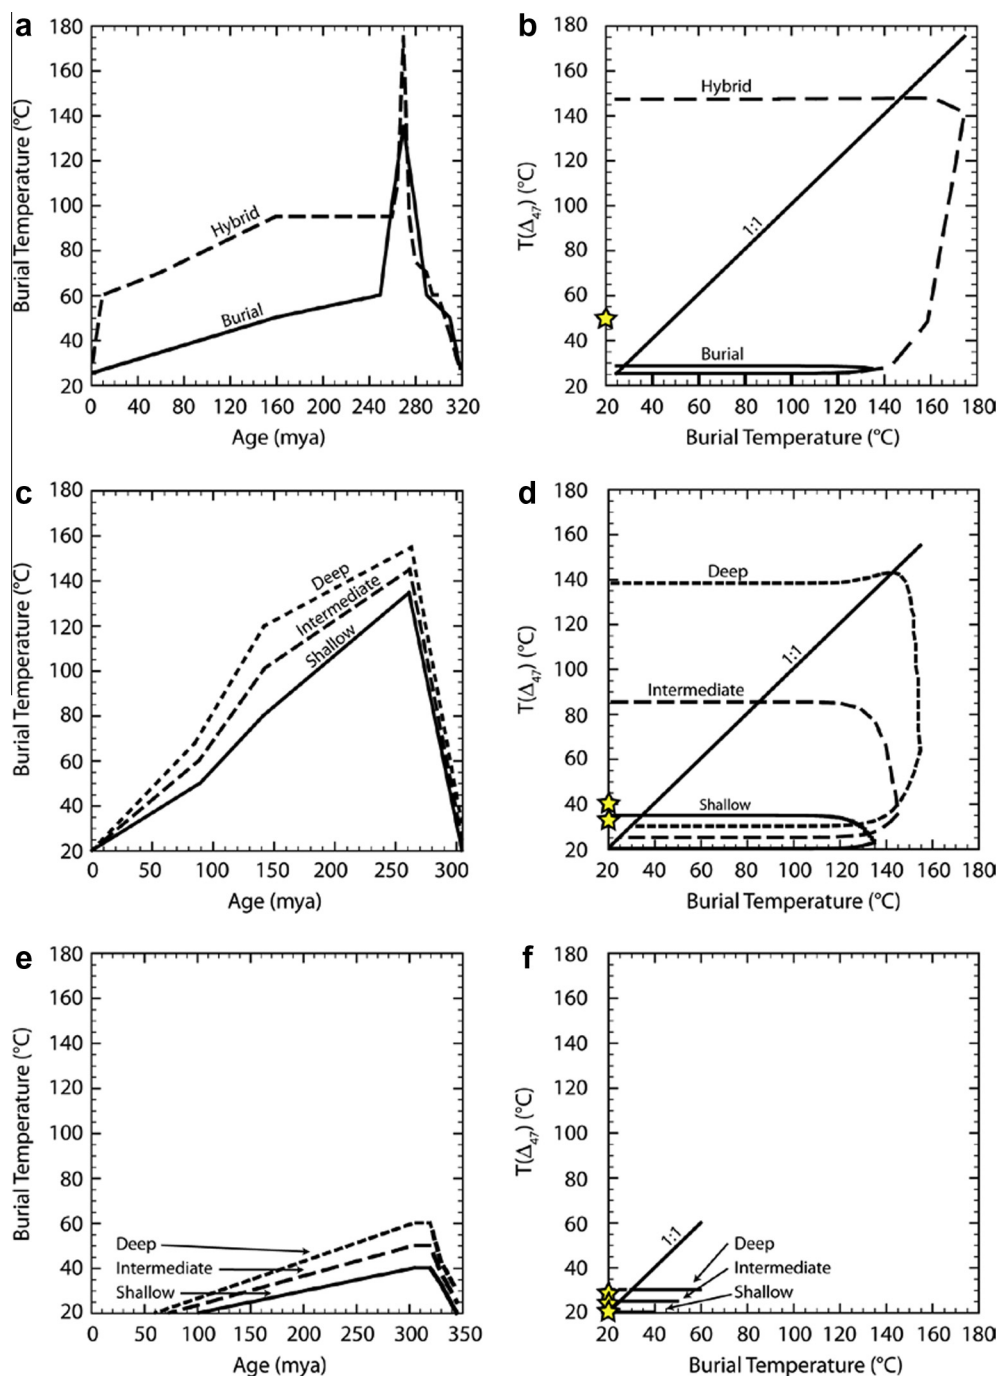 a
180
160
140
120
100
80
60
40
20
Burial Temperature (°C)
Hybrid
Burial
0 40 80 120 160 200 240 280 320
Age (mya)
b
180
160
140
120
100
80
60
40
20
T(Δ47) (°C)
Hybrid
1:1
Burial
20 40 60 80 100 120 140 160 180
Burial Temperature (°C)
c
180
160
140
120
100
80
60
40
20
Burial Temperature (°C)
Deep
Intermediate
Shallow
0 50 100 150 200 250 300
Age (mya)
d
180
160
140
120
100
80
60
40
20
T(Δ47) (°C)
Deep
1:1
Intermediate
Shallow
20 40 60 80 100 120 140 160 180
Burial Temperature (°C)
e
180
160
140
120
100
80
60
40
20
Burial Temperature (°C)
Deep
Intermediate
Shallow
0 50 100 150 200 250 300 350
Age (mya)
f
180
160
140
120
100
80
60
40
20
T(Δ47) (°C)
1:1
Deep
Intermediate
Shallow
20 40 60 80 100 120 140 160 180
Burial Temperature (°C)